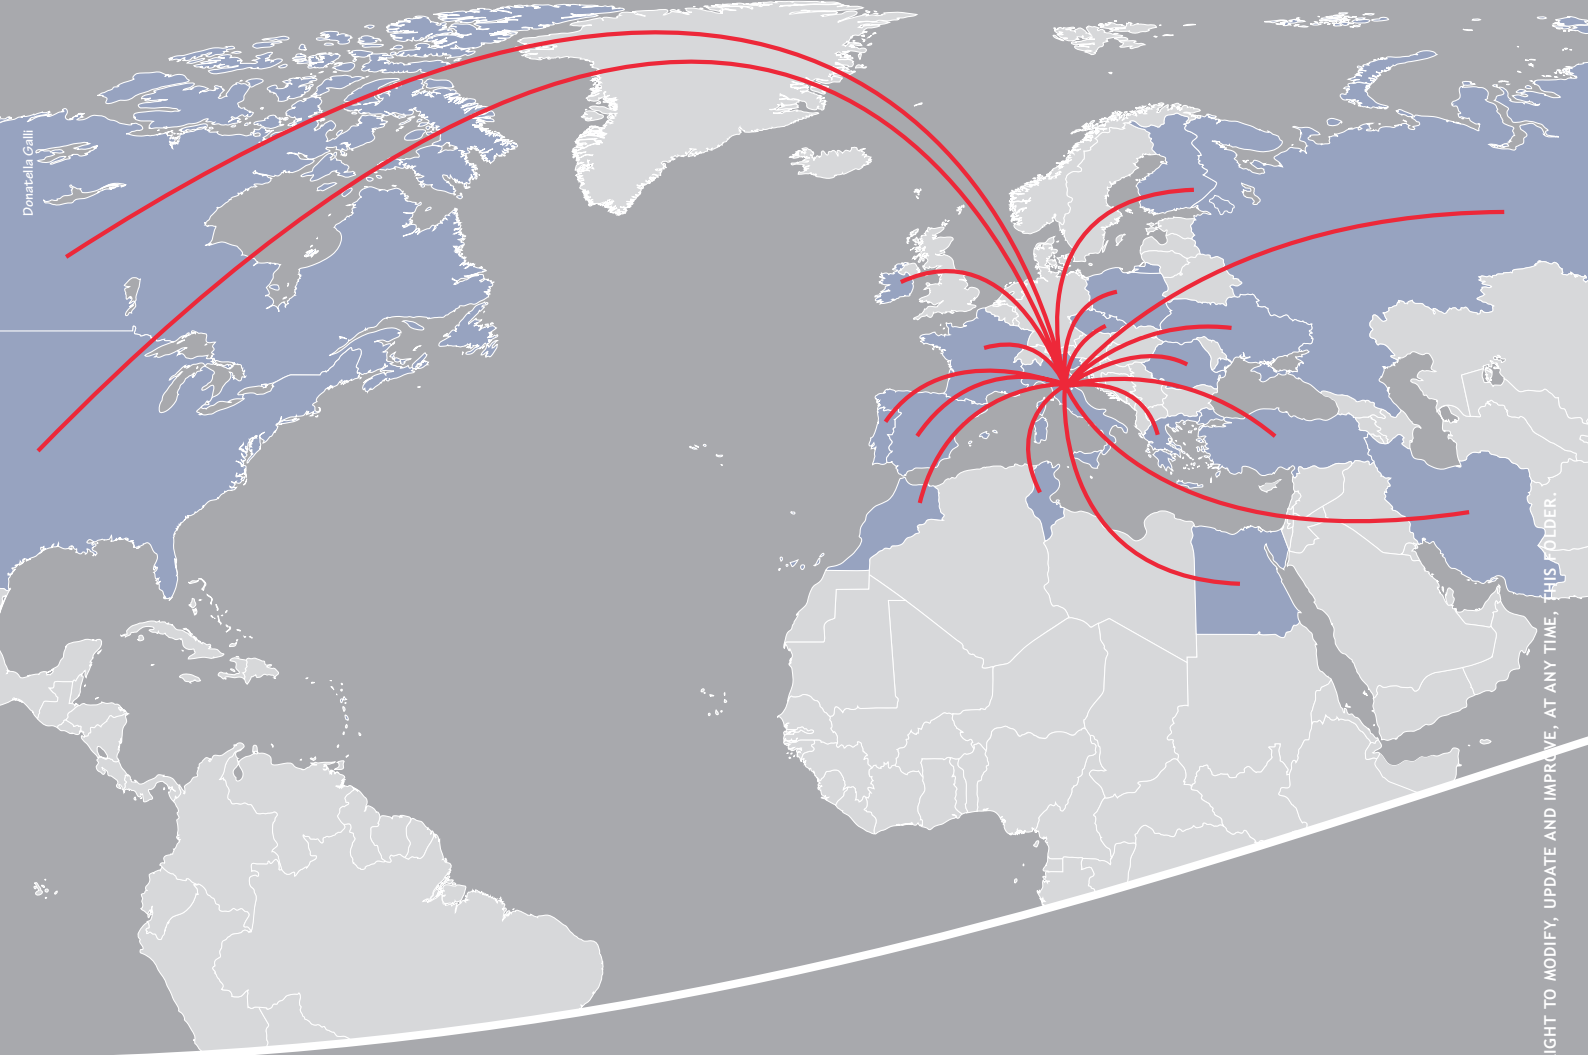 Donatella Galli
IGHT TO MODIFY, UPDATE AND IMPROVE, AT ANY TIME, THIS FOLDER.